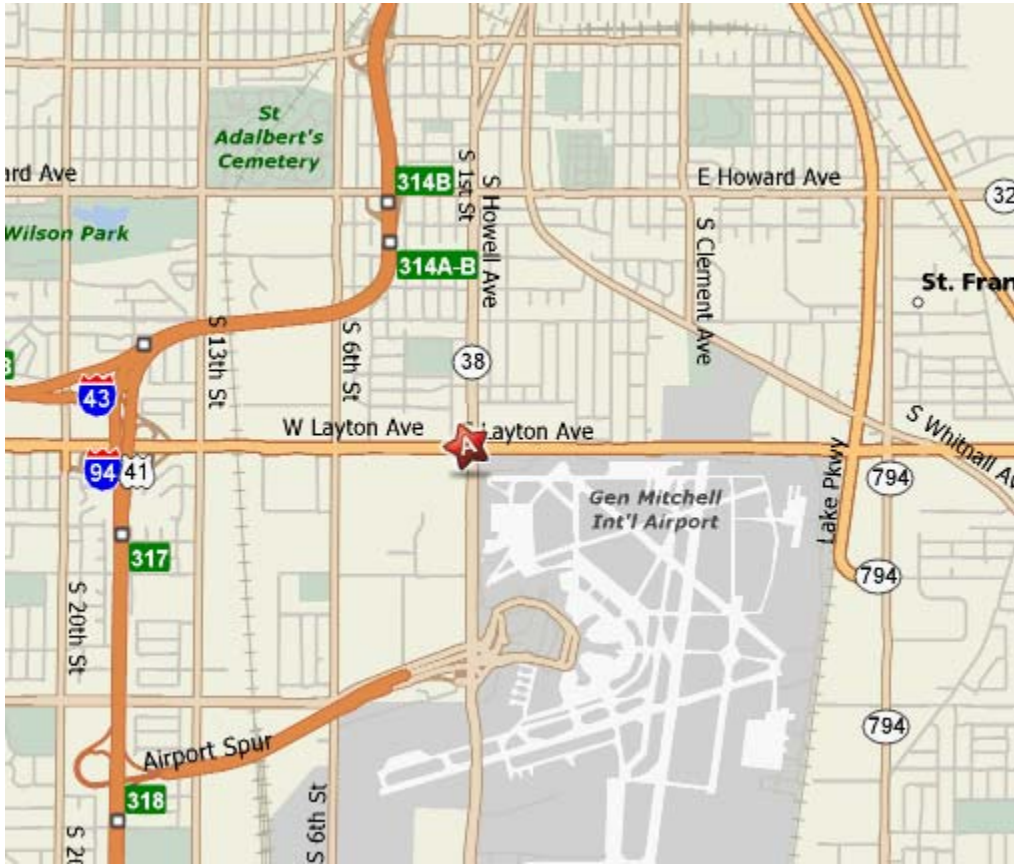 St
Adalbert's
Cemetery
ard Ave
314B
S 1st St
S Howell Ave
E Howard Ave
32
Wilson Park
314A-B
S Clement Ave
St. Fran
S 13th St
S 6th St
38
43
W Layton Ave
A
Layton Ave
S Whitnall Av
94
41
794
Gen Mitchell
Int'l Airport
Lake Pkwy
317
794
S 20th St
794
Airport Spur
318
S 6th St
S 20